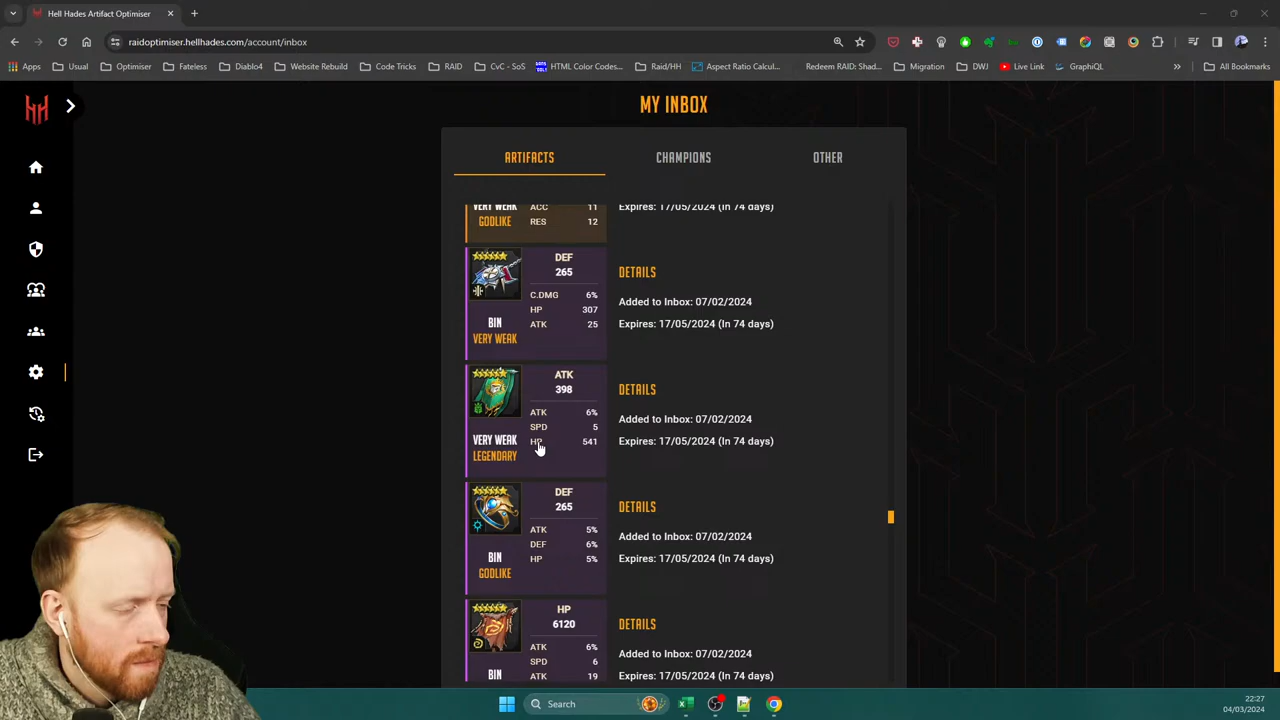 Hell Hades Artifact Optimiser
raidoptimiser.hellhades.com/account/inbox
Apps Usual Optimiser Fateless Diablo4 Website Rebuild Code Tricks RAID CvC - SoS HTML Color Codes... Raid/HH Aspect Ratio Calcul... Redeem RAID: Shad... Migration DWJ Live Link GraphiQL » All Bookmarks
MY INBOX
ARTIFACTS CHAMPIONS OTHER
VERY WEAK
GODLIKE
ACC 11
RES 12
Expires: 17/05/2024 (In 74 days)
DEF
265
C.DMG 6%
HP 307
ATK 25
BIN
VERY WEAK
DETAILS
Added to Inbox: 07/02/2024
Expires: 17/05/2024 (In 74 days)
ATK
398
ATK 6%
SPD 5
HP 541
VERY WEAK
LEGENDARY
DETAILS
Added to Inbox: 07/02/2024
Expires: 17/05/2024 (In 74 days)
DEF
265
ATK 5%
DEF 6%
HP 5%
BIN
GODLIKE
DETAILS
Added to Inbox: 07/02/2024
Expires: 17/05/2024 (In 74 days)
HP
6120
ATK 6%
SPD 6
ATK 19
BIN
DETAILS
Added to Inbox: 07/02/2024
Expires: 17/05/2024 (In 74 days)
Search
22:27
04/03/2024